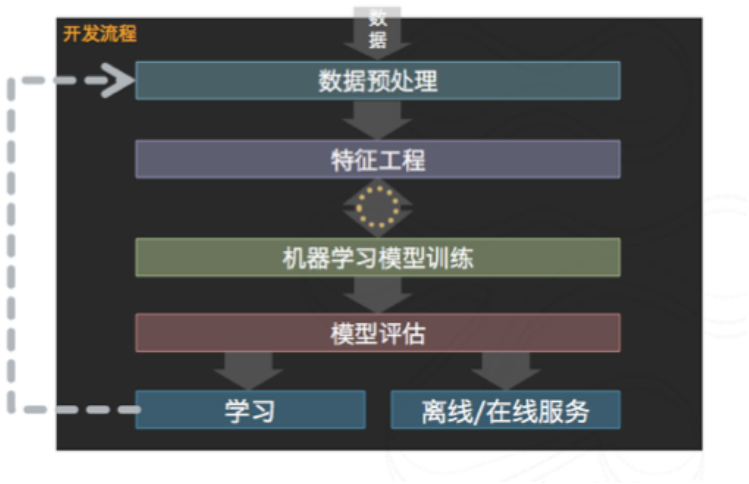 数
据
开发流程
数据预处理
特征工程
机器学习模型训练
模型评估
学习
离线/在线服务